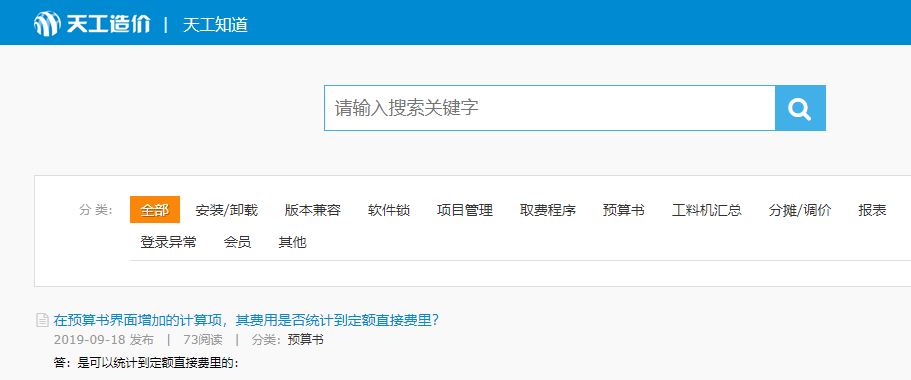 天工造价 | 天工知道
请输入搜索关键字
分 类: 全部 安装/卸载 版本兼容 软件锁 项目管理 取费程序 预算书 工料机汇总 分摊/调价 报表
登录异常 会员 其他
在预算书界面增加的计算项，其费用是否统计到定额直接费里?
2019-09-18 发布 | 73阅读 | 分类：预算书
答：是可以统计到定额直接费里的：